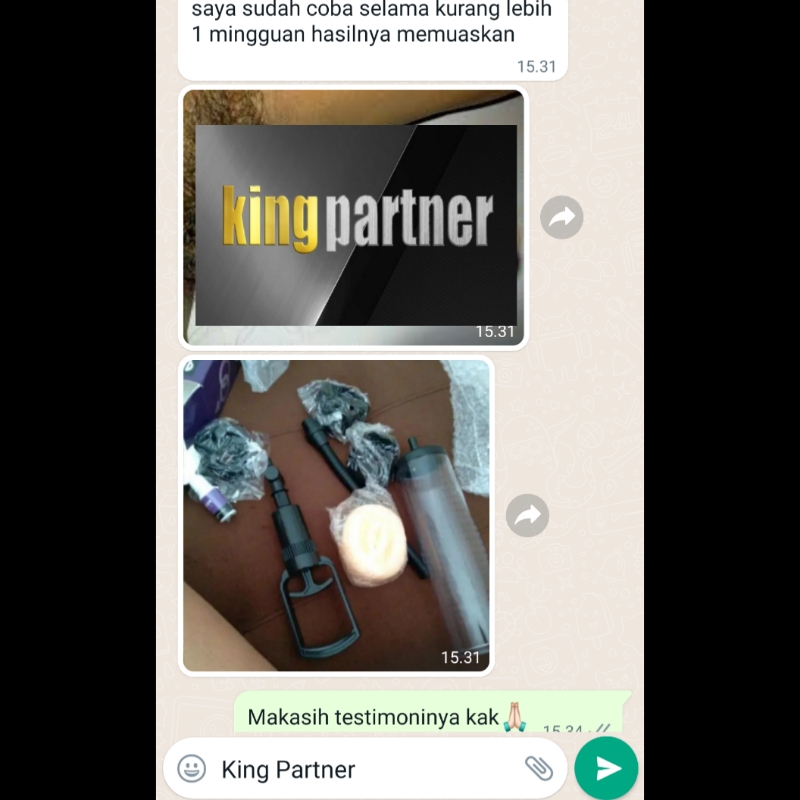 saya sudah coba selama kurang lebih
1 mingguan hasilnya memuaskan
15.31
king partner
15.31
15.31
Makasih testimoninya kak🙏🏻
15.34
King Partner